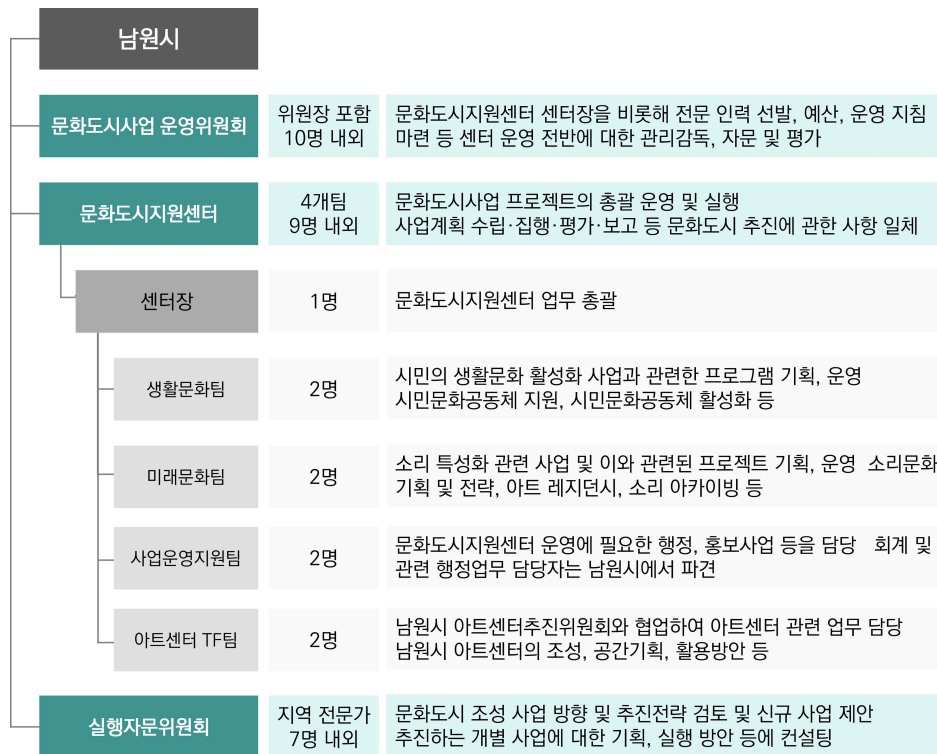 남원시
문화도시사업 운영위원회
위원장 포함
10명 내외
문화도시지원센터 센터장을 비롯해 전문 인력 선발, 예산, 운영 지침
마련 등 센터 운영 전반에 대한 관리감독, 자문 및 평가
문화도시지원센터
4개팀
9명 내외
문화도시사업 프로젝트의 총괄 운영 및 실행
사업계획 수립·집행·평가·보고 등 문화도시 추진에 관한 사항 일체
센터장
1명
문화도시지원센터 업무 총괄
생활문화팀
2명
시민의 생활문화 활성화 사업과 관련한 프로그램 기획, 운영
시민문화공동체 지원, 시민문화공동체 활성화 등
미래문화팀
2명
소리 특성화 관련 사업 및 이와 관련된 프로젝트 기획, 운영 소리문화
기획 및 전략, 아트 레지던시, 소리 아카이빙 등
사업운영지원팀
2명
문화도시지원센터 운영에 필요한 행정, 홍보사업 등을 담당 회계 및
관련 행정업무 담당자는 남원시에서 파견
아트센터 TF팀
2명
남원시 아트센터추진위원회와 협업하여 아트센터 관련 업무 담당
남원시 아트센터의 조성, 공간기획, 활용방안 등
실행자문위원회
지역 전문가
7명 내외
문화도시 조성 사업 방향 및 추진전략 검토 및 신규 사업 제안
추진하는 개별 사업에 대한 기획, 실행 방안 등에 컨설팅